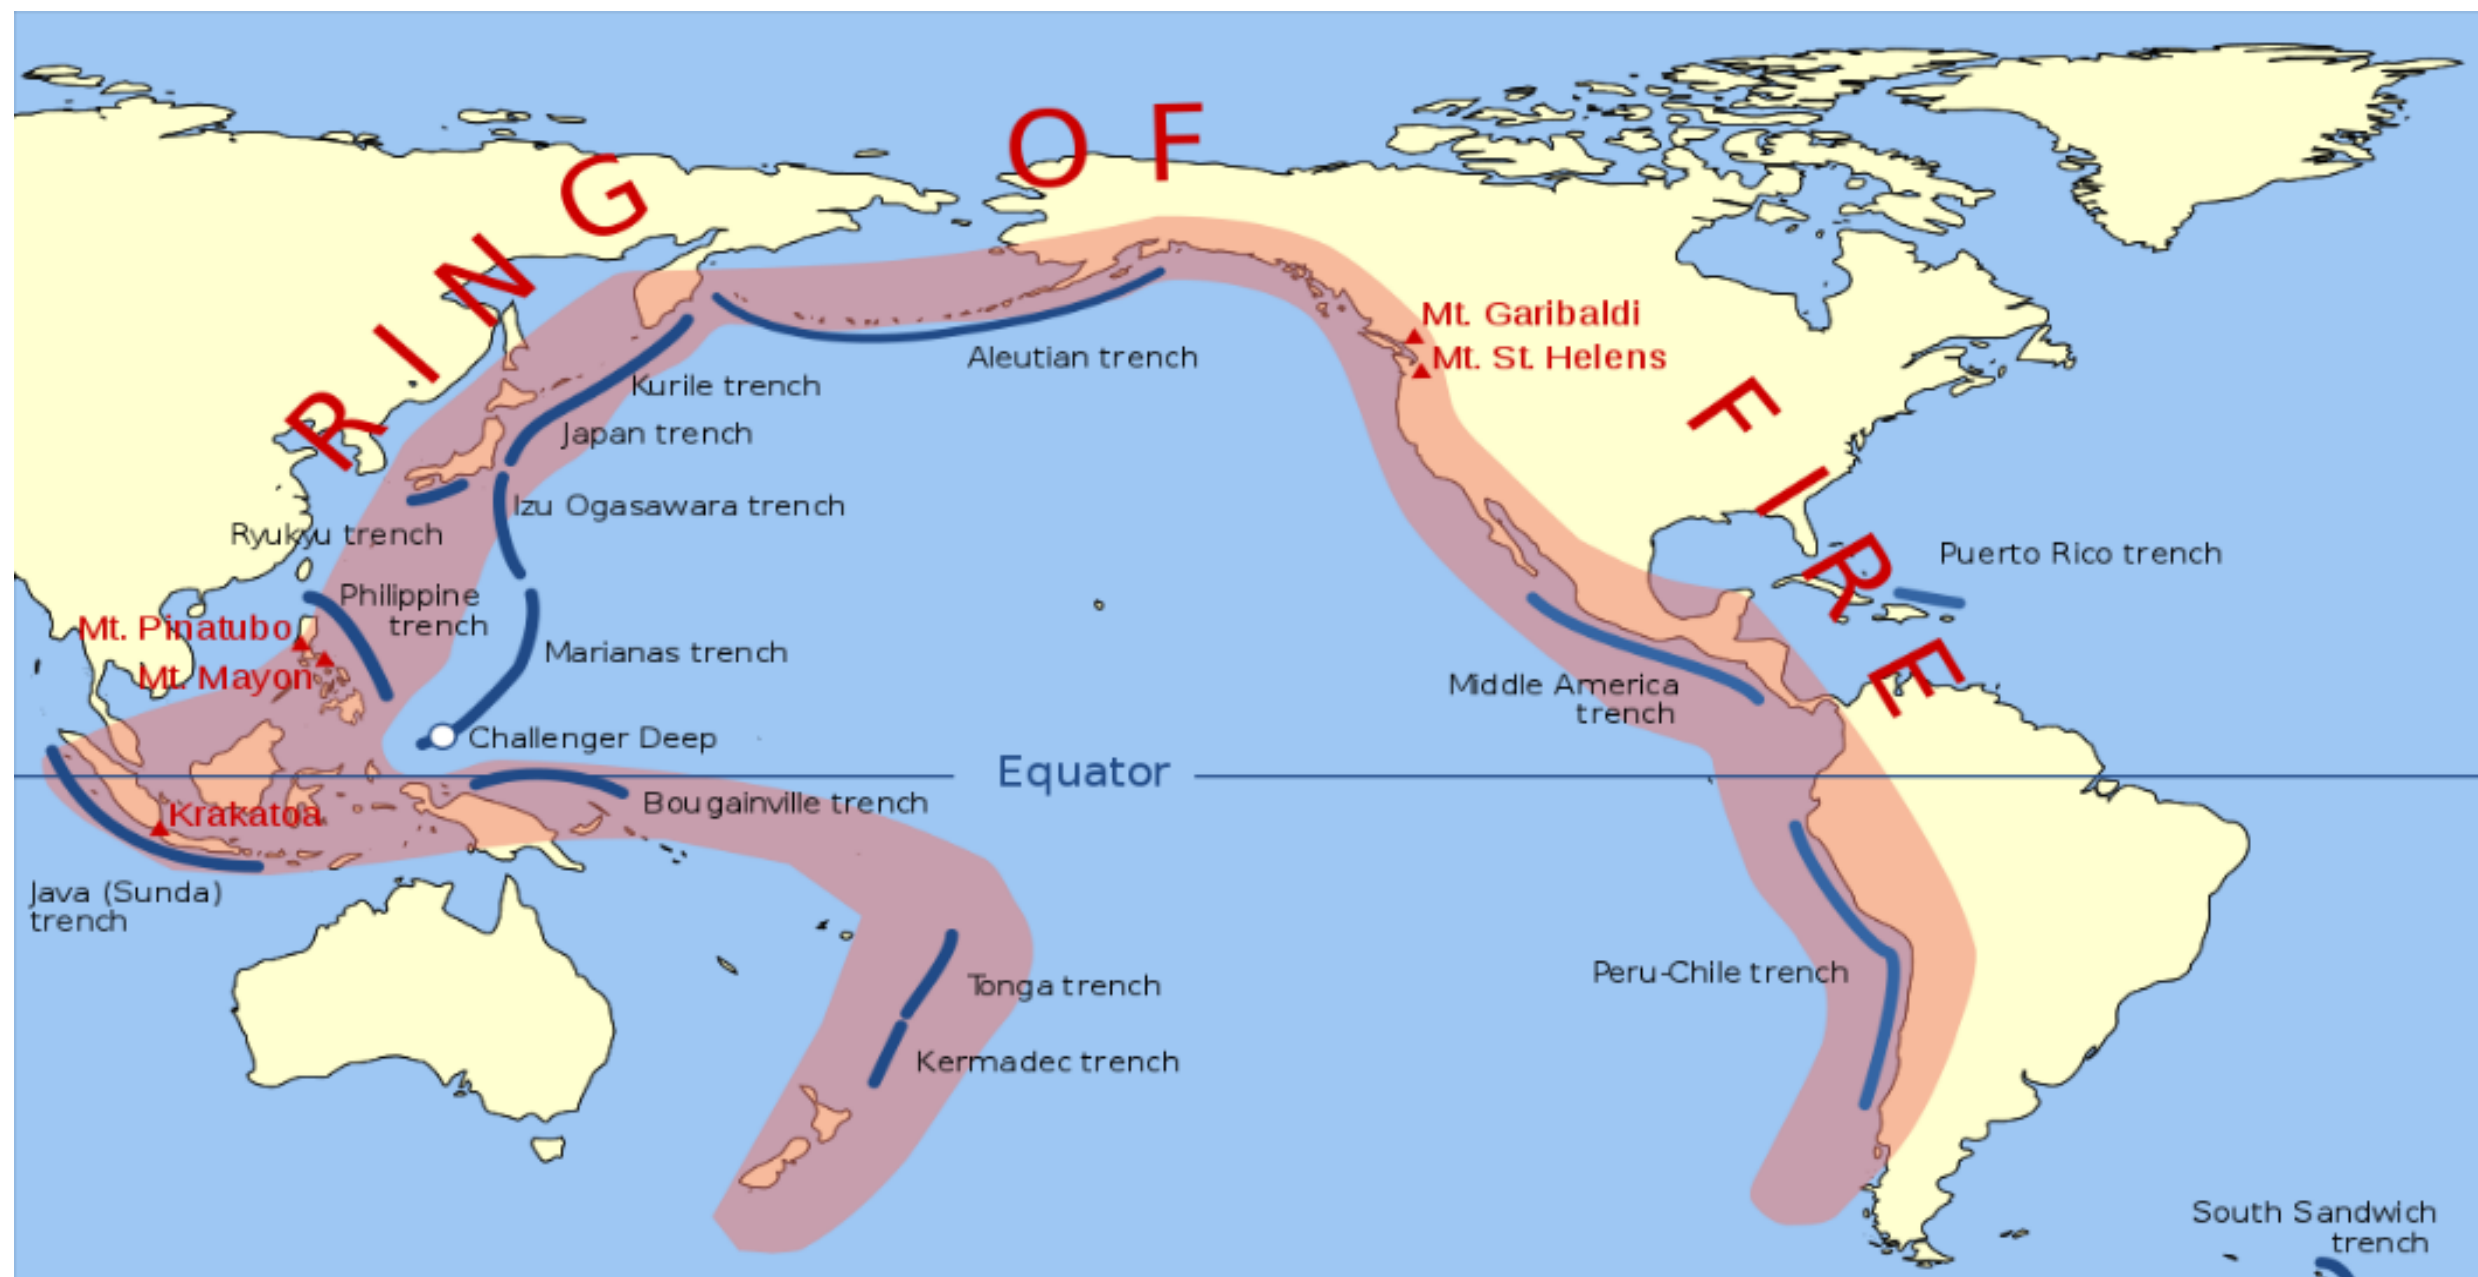 RING OF FIRE
Mt. Garibaldi
Mt. St. Helens
Aleutian trench
Kurile trench
Japan trench
Izu Ogasawara trench
Ryukyu trench
Puerto Rico trench
Philippine
trench
Mt. Pinatubo
Mt. Mayon
Marianas trench
Middle America
trench
Challenger Deep
Equator
Krakatoa
Bougainville trench
Java (Sunda)
trench
Tonga trench
Peru-Chile trench
Kermadec trench
South Sandwich
trench